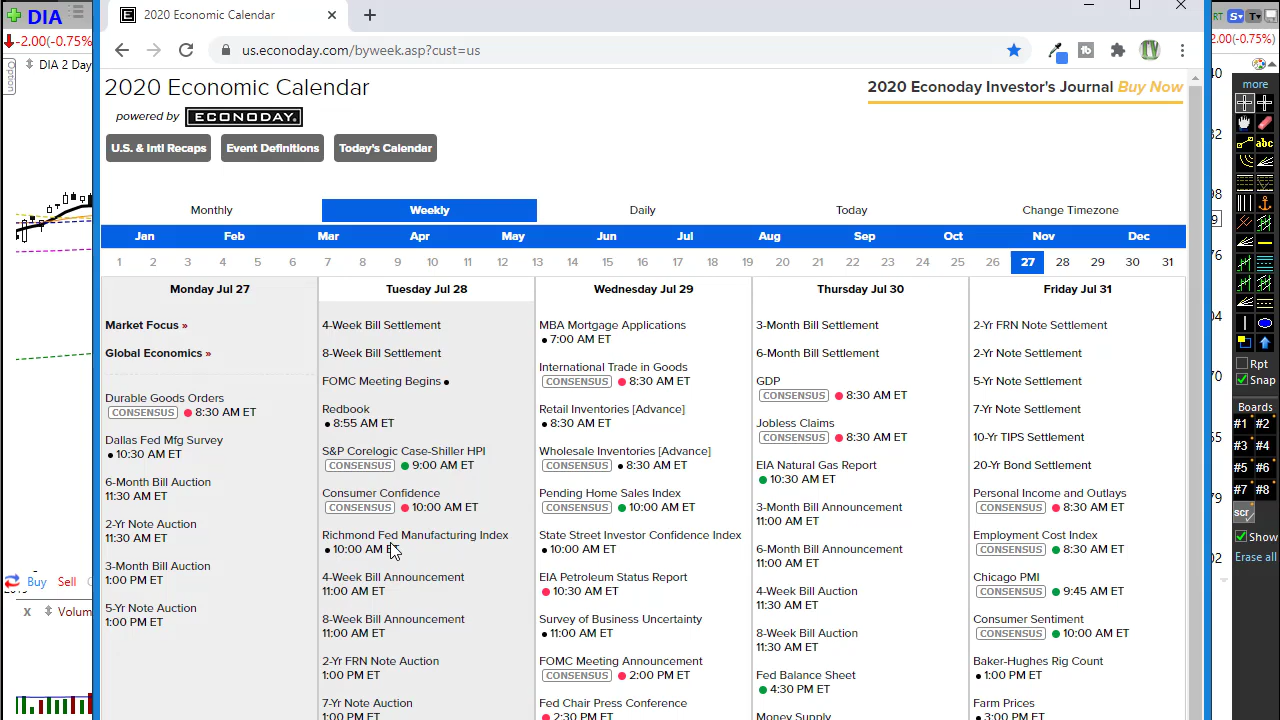 DIA
-2.00(-0.75%)
DIA 2 Day
Option
2020 Economic Calendar
us.econoday.com/byweek.asp?cust=us
2020 Economic Calendar
powered by ECONODAY
2020 Econoday Investor's Journal Buy Now
U.S. & Intl Recaps
Event Definitions
Today's Calendar
Monthly
Weekly
Daily
Today
Change Timezone
Jan Feb Mar Apr May Jun Jul Aug Sep Oct Nov Dec
1 2 3 4 5 6 7 8 9 10 11 12 13 14 15 16 17 18 19 20 21 22 23 24 25 26 27 28 29 30 31
Monday Jul 27
Market Focus »
Global Economics »
Durable Goods Orders
CONSENSUS 8:30 AM ET
Dallas Fed Mfg Survey
10:30 AM ET
6-Month Bill Auction
11:30 AM ET
2-Yr Note Auction
11:30 AM ET
3-Month Bill Auction
1:00 PM ET
5-Yr Note Auction
1:00 PM ET
Tuesday Jul 28
4-Week Bill Settlement
8-Week Bill Settlement
FOMC Meeting Begins
Redbook
8:55 AM ET
S&P Corelogic Case-Shiller HPI
CONSENSUS 9:00 AM ET
Consumer Confidence
CONSENSUS 10:00 AM ET
Richmond Fed Manufacturing Index
10:00 AM
4-Week Bill Announcement
11:00 AM ET
8-Week Bill Announcement
11:00 AM ET
2-Yr FRN Note Auction
1:00 PM ET
7-Yr Note Auction
1:00 PM ET
Wednesday Jul 29
MBA Mortgage Applications
7:00 AM ET
International Trade in Goods
CONSENSUS 8:30 AM ET
Retail Inventories [Advance]
8:30 AM ET
Wholesale Inventories [Advance]
CONSENSUS 8:30 AM ET
Pending Home Sales Index
CONSENSUS 10:00 AM ET
State Street Investor Confidence Index
10:00 AM ET
EIA Petroleum Status Report
10:30 AM ET
Survey of Business Uncertainty
11:00 AM ET
FOMC Meeting Announcement
CONSENSUS 2:00 PM ET
Fed Chair Press Conference
2:30 PM ET
Thursday Jul 30
3-Month Bill Settlement
6-Month Bill Settlement
GDP
CONSENSUS 8:30 AM ET
Jobless Claims
CONSENSUS 8:30 AM ET
EIA Natural Gas Report
10:30 AM ET
3-Month Bill Announcement
11:00 AM ET
6-Month Bill Announcement
11:00 AM ET
4-Week Bill Auction
11:30 AM ET
8-Week Bill Auction
11:30 AM ET
Fed Balance Sheet
4:30 PM ET
Money Supply
Friday Jul 31
2-Yr FRN Note Settlement
2-Yr Note Settlement
5-Yr Note Settlement
7-Yr Note Settlement
10-Yr TIPS Settlement
20-Yr Bond Settlement
Personal Income and Outlays
CONSENSUS 8:30 AM ET
Employment Cost Index
CONSENSUS 8:30 AM ET
Chicago PMI
CONSENSUS 9:45 AM ET
Consumer Sentiment
CONSENSUS 10:00 AM ET
Baker-Hughes Rig Count
1:00 PM ET
Farm Prices
3:00 PM ET
Buy Sell
x Volum
2.00(-0.75%)
more
abc
Rpt
Snap
Boards
#1 #2
#3 #4
#5 #6
#7 #8
scr
Show
Erase all